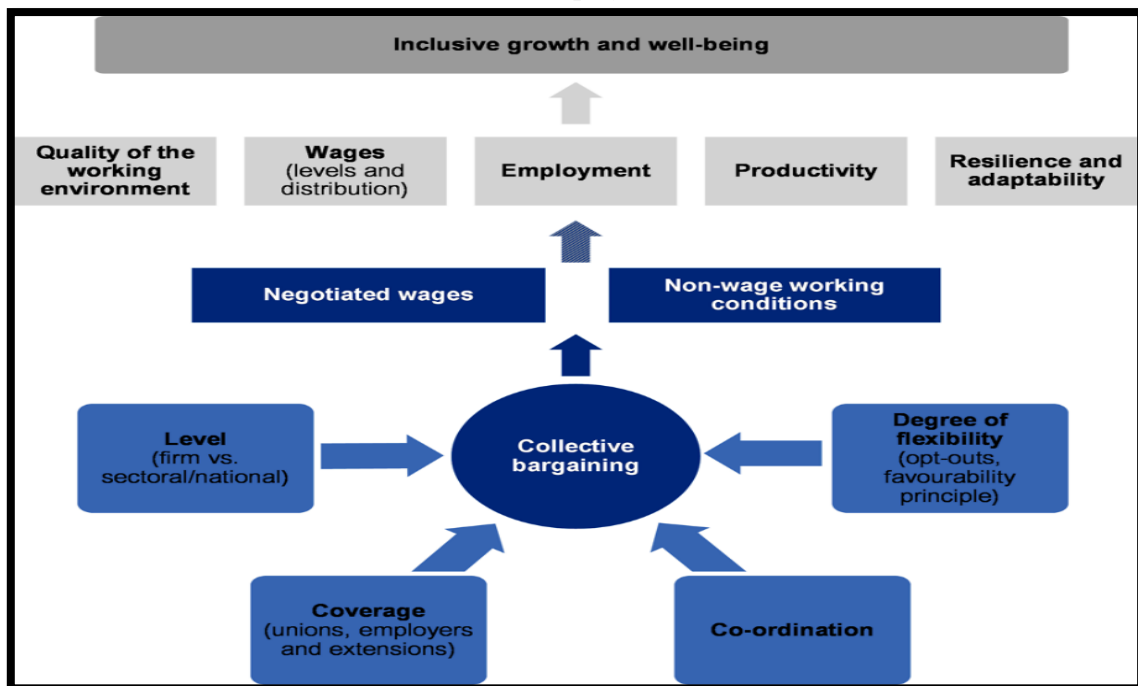 Inclusive growth and well-being
Quality of the
working
environment
Wages
(levels and
distribution)
Employment
Productivity
Resilience and
adaptability
Negotiated wages
Non-wage working
conditions
Collective
bargaining
Level
(firm vs.
sectoral/national)
Degree of
flexibility
(opt-outs,
favourability
principle)
Coverage
(unions, employers
and extensions)
Co-ordination